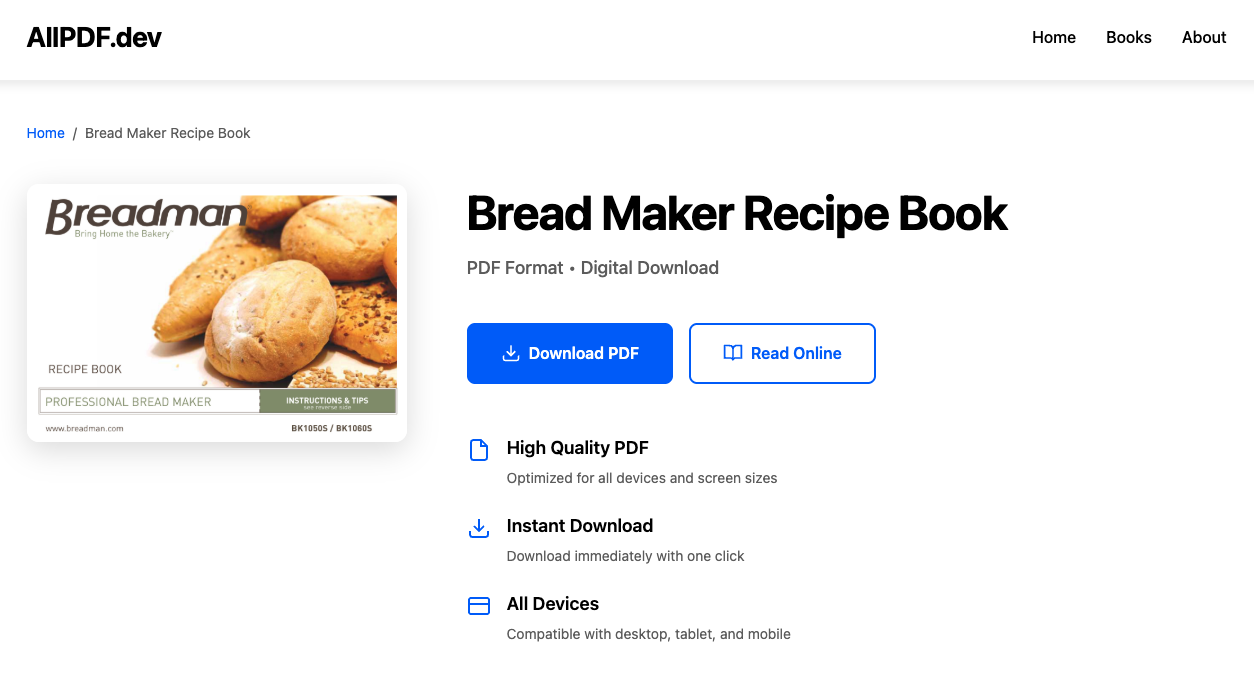 AllPDF.dev
Home Books About
Home / Bread Maker Recipe Book
Breadman
Bring Home the Bakery™
RECIPE BOOK
PROFESSIONAL BREAD MAKER
INSTRUCTIONS & TIPS
see reverse side
www.breadman.com
BK1050S / BK1060S
Bread Maker Recipe Book
PDF Format • Digital Download
Download PDF
Read Online
High Quality PDF
Optimized for all devices and screen sizes
Instant Download
Download immediately with one click
All Devices
Compatible with desktop, tablet, and mobile